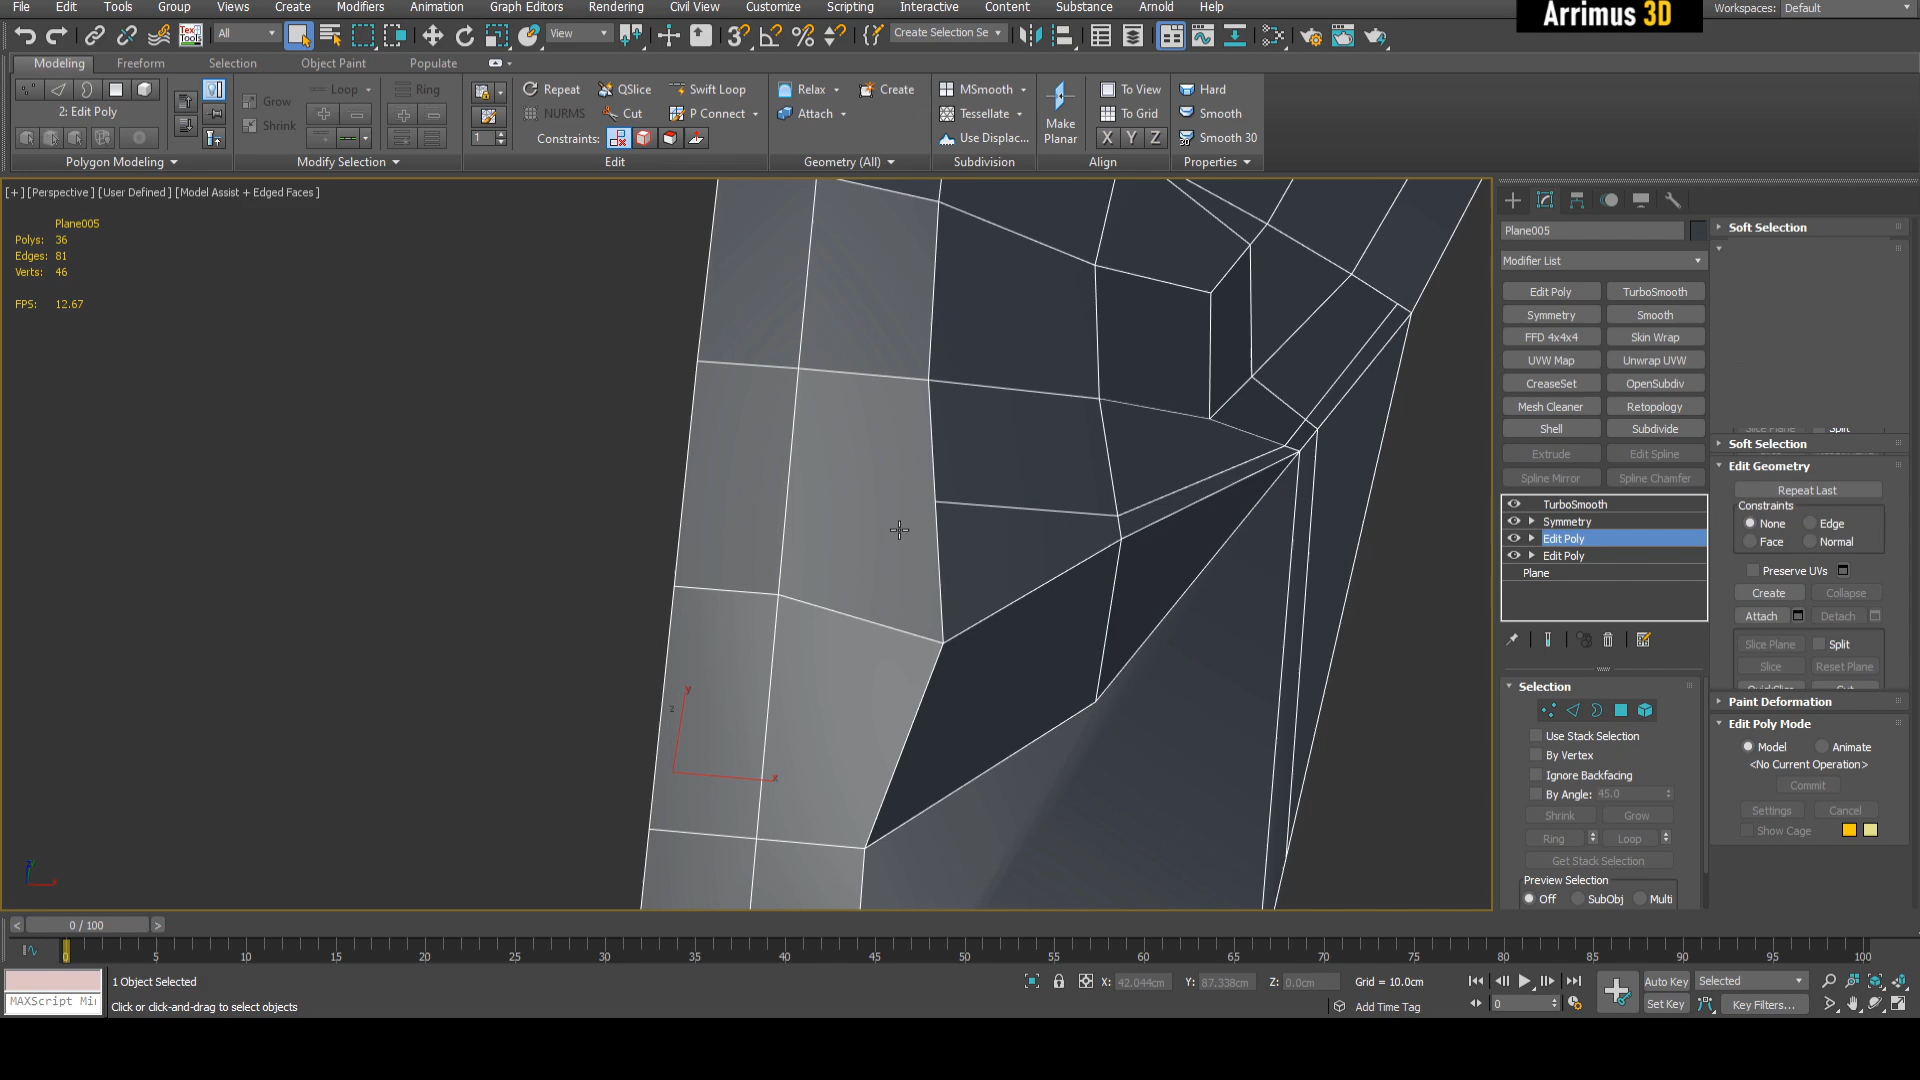 File Edit Tools Group Views Create Modifiers Animation Graph Editors Rendering Civil View Customize Scripting Interactive Content Substance Arnold Help
Arrimus 3D
Workspaces: Default
All
View
Create Selection Se
Modeling Freeform Selection Object Paint Populate
2: Edit Poly
Polygon Modeling
Grow
Shrink
Loop
Ring
Modify Selection
1
Repeat QSlice Swift Loop
NURMS Cut P Connect
Constraints:
Edit
Relax Create
Attach
Geometry (All)
MSmooth
Tessellate
Use Displac...
Subdivision
Make
Planar
To View
To Grid
X Y Z
Align
Hard
Smooth
Smooth 30
Properties
[+] [Perspective] [User Defined] [Model Assist + Edged Faces]
Plane005
Polys: 36
Edges: 81
Verts: 46
FPS: 12.67
y
z
x
Plane005
Modifier List
Edit Poly TurboSmooth
Symmetry Smooth
FFD 4x4x4 Skin Wrap
UVW Map Unwrap UVW
CreaseSet OpenSubdiv
Mesh Cleaner Retopology
Shell Subdivide
Extrude Edit Spline
Spline Mirror Spline Chamfer
TurboSmooth
Symmetry
Edit Poly
Edit Poly
Plane
Selection
Use Stack Selection
By Vertex
Ignore Backfacing
By Angle: 45.0
Shrink Grow
Ring Loop
Get Stack Selection
Preview Selection
Off SubObj Multi
Soft Selection
Soft Selection
Edit Geometry
Repeat Last
Constraints
None Edge
Face Normal
Preserve UVs
Create Collapse
Attach Detach
Slice Plane Split
Slice Reset Plane
Paint Deformation
Edit Poly Mode
Model Animate
<No Current Operation>
Commit
Settings Cancel
Show Cage
< 0 / 100 >
0 5 10 15 20 25 30 35 40 45 50 55 60 65 70 75 80 85 90 95 100
MAXScript Mi
1 Object Selected
Click or click-and-drag to select objects
X: 42.044cm Y: 87.338cm Z: 0.0cm Grid = 10.0cm
Add Time Tag
0
Auto Key Selected
Set Key Key Filters...